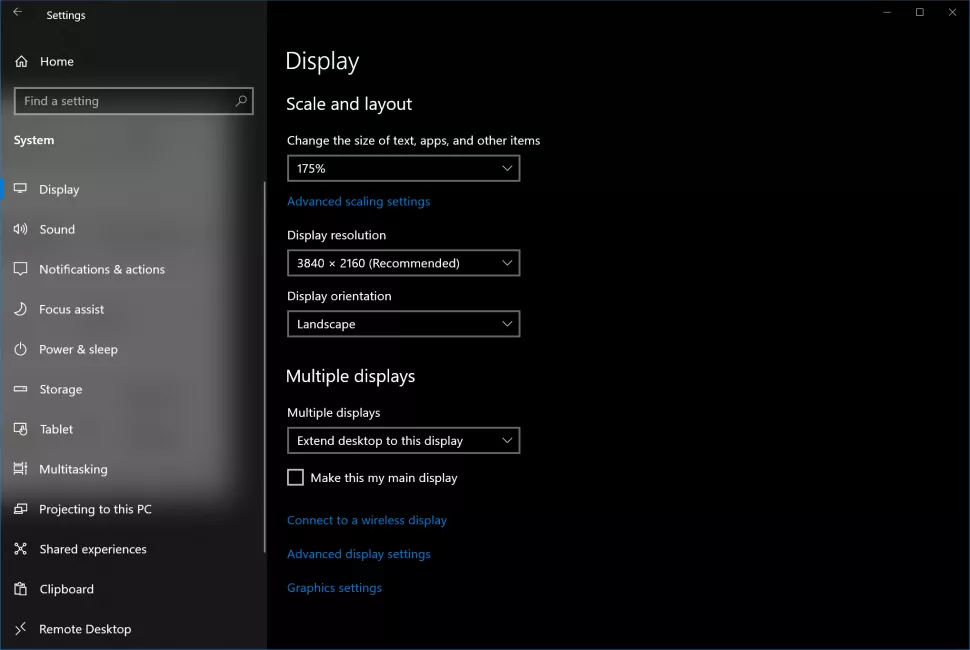 Settings
Home
Find a setting
System
Display
Sound
Notifications & actions
Focus assist
Power & sleep
Storage
Tablet
Multitasking
Projecting to this PC
Shared experiences
Clipboard
Remote Desktop
Display
Scale and layout
Change the size of text, apps, and other items
175%
Advanced scaling settings
Display resolution
3840 × 2160 (Recommended)
Display orientation
Landscape
Multiple displays
Multiple displays
Extend desktop to this display
Make this my main display
Connect to a wireless display
Advanced display settings
Graphics settings